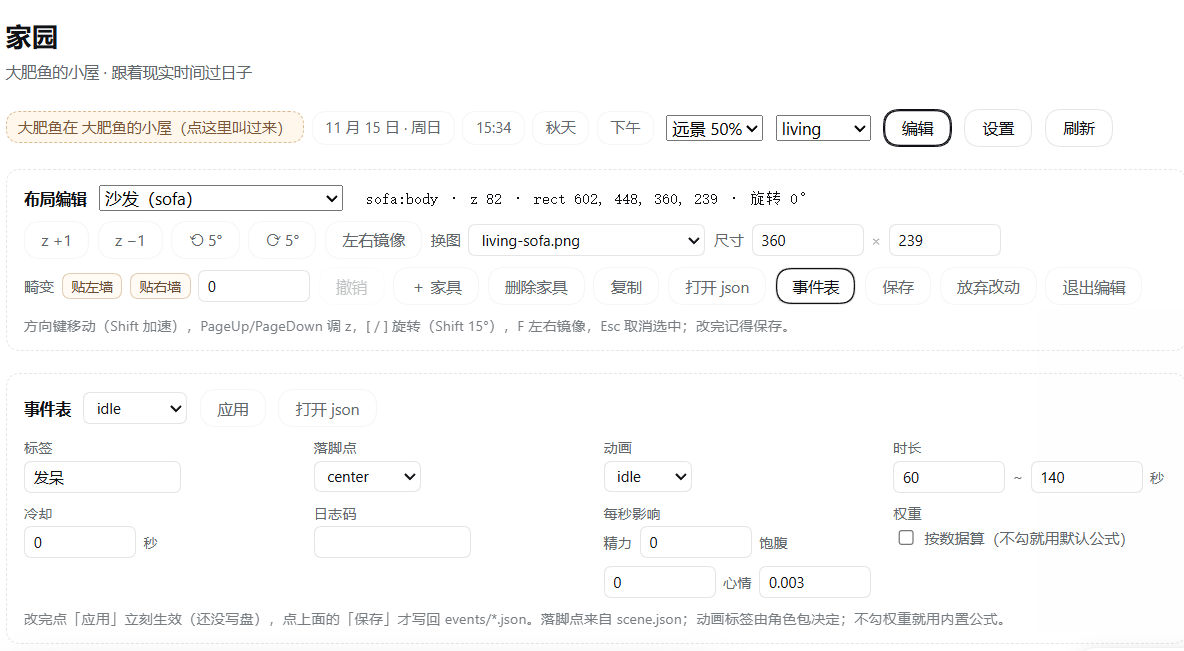 家园
大肥鱼的小屋 · 跟着现实时间过日子
大肥鱼在 大肥鱼的小屋（点这里叫过来） 11 月 15 日 · 周日 15:34 秋天 下午 远景 50% living 编辑 设置 刷新
布局编辑 沙发（sofa） sofa:body · z 82 · rect 602, 448, 360, 239 · 旋转 0°
z +1 z −1 ⟲ 5° ⟳ 5° 左右镜像 换图 living-sofa.png 尺寸 360 × 239
畸变 贴左墙 贴右墙 0 撤销 ＋ 家具 删除家具 复制 打开 json 事件表 保存 放弃改动 退出编辑
方向键移动（Shift 加速），PageUp/PageDown 调 z，[ / ] 旋转（Shift 15°），F 左右镜像，Esc 取消选中；改完记得保存。
事件表 idle 应用 打开 json
标签 落脚点 动画 时长
发呆 center idle 60 ~ 140 秒
冷却 日志码 每秒影响 权重
0 秒 精力 0 饱腹 按数据算（不勾就用默认公式）
0 心情 0.003
改完点「应用」立刻生效（还没写盘），点上面的「保存」才写回 events/*.json。落脚点来自 scene.json；动画标签由角色包决定；不勾权重就用内置公式。